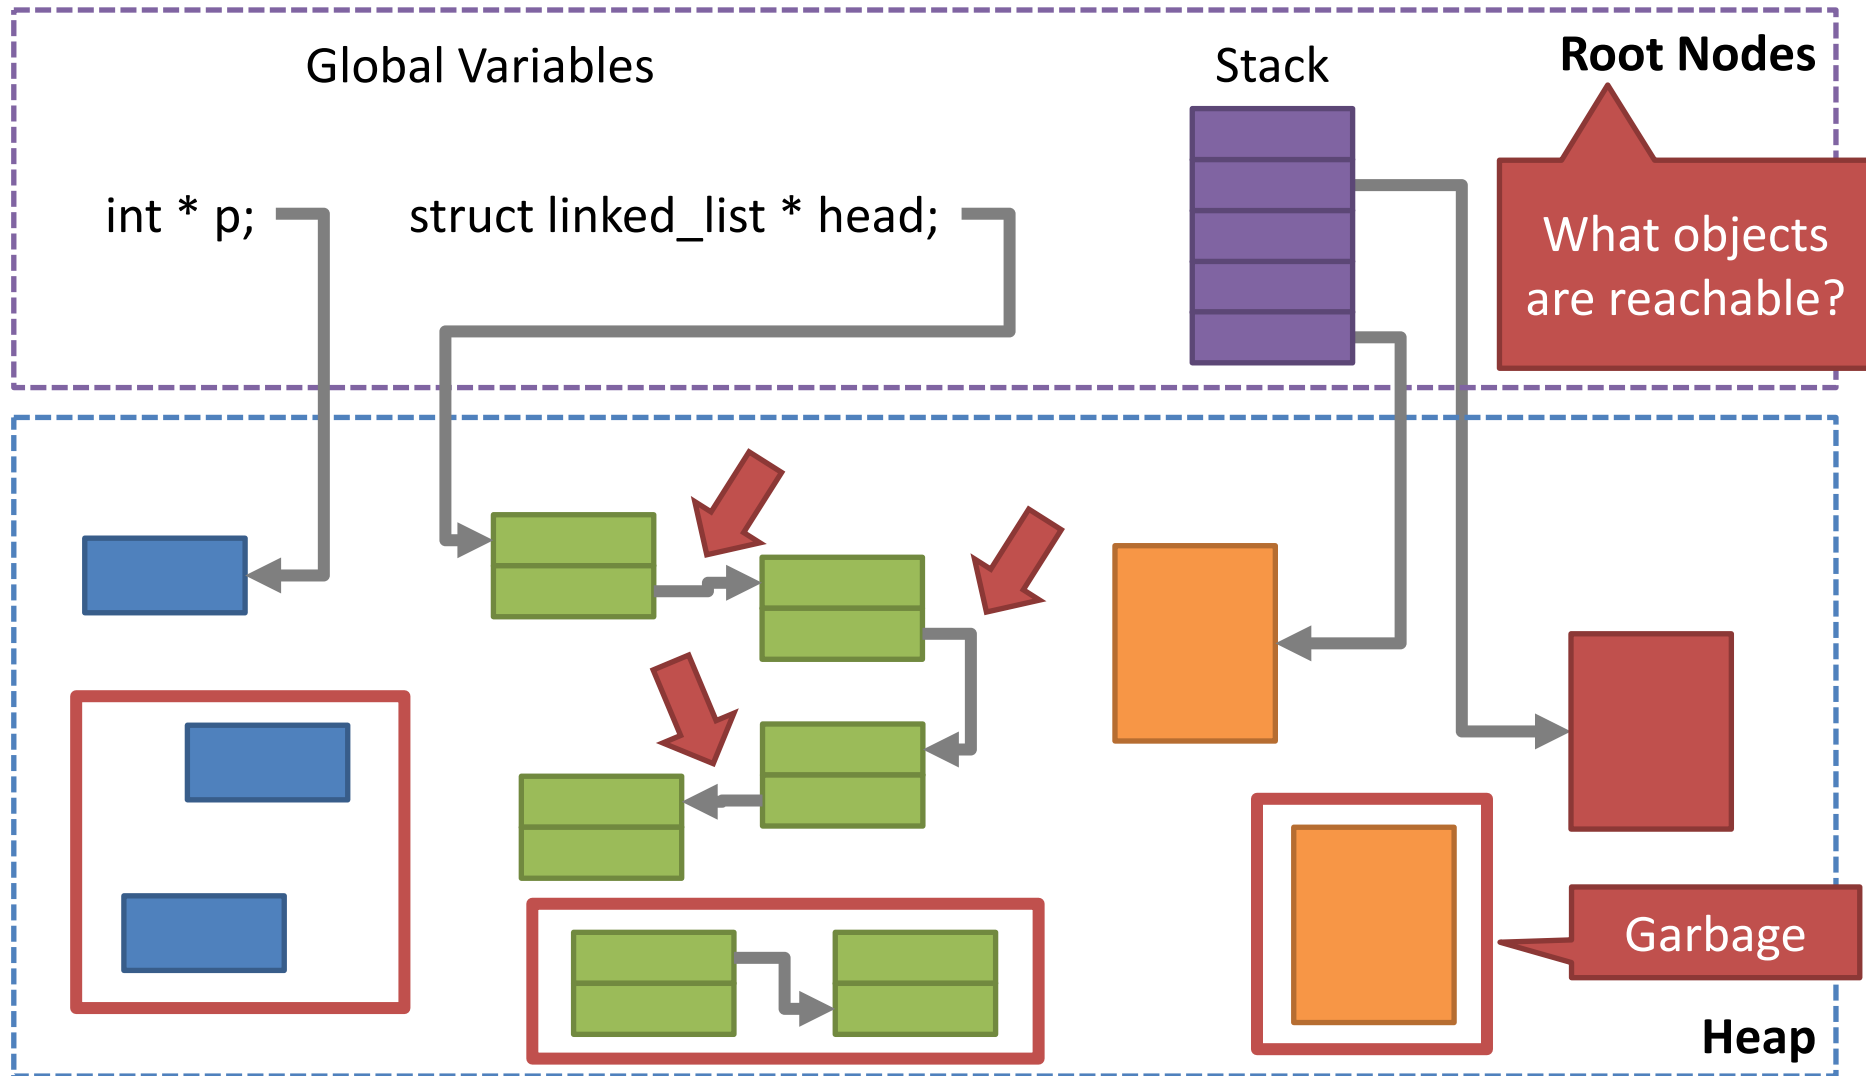 Global Variables
Stack
Root Nodes
int * p;
struct linked_list * head;
What objects
are reachable?
Garbage
Heap